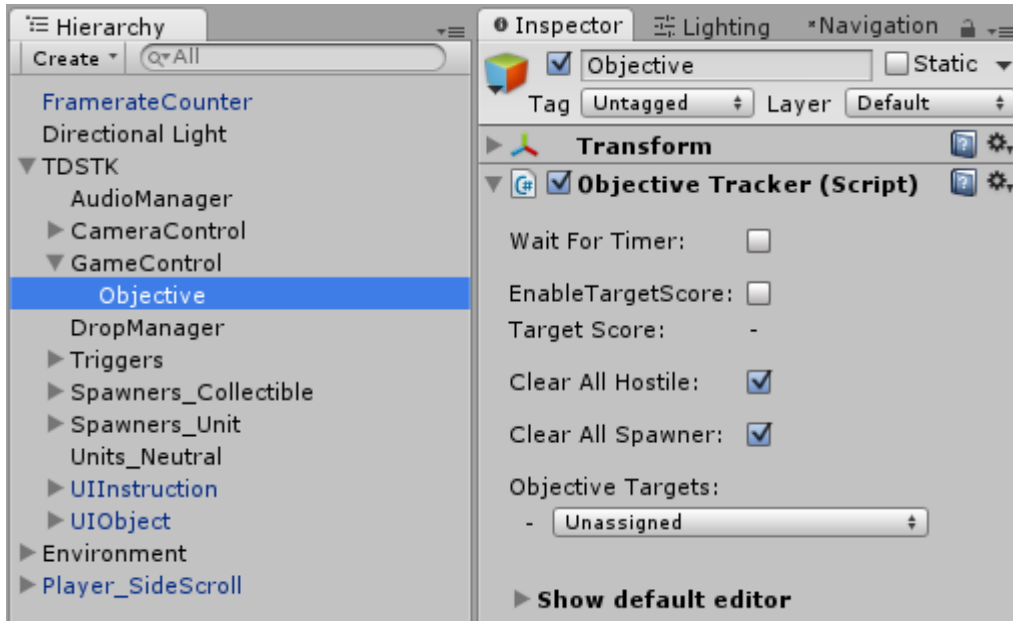 Hierarchy
Create All
FramerateCounter
Directional Light
TDSTK
AudioManager
CameraControl
GameControl
Objective
DropManager
Triggers
Spawners_Collectible
Spawners_Unit
Units_Neutral
UIInstruction
UIObject
Environment
Player_SideScroll
Inspector Lighting Navigation
Objective Static
Tag Untagged Layer Default
Transform
Objective Tracker (Script)
Wait For Timer:
EnableTargetScore:
Target Score: -
Clear All Hostile:
Clear All Spawner:
Objective Targets:
- Unassigned
Show default editor